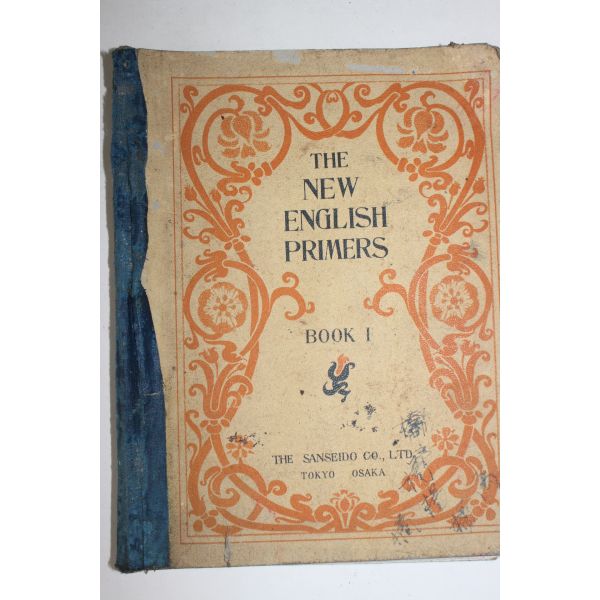 THE
NEW
ENGLISH
PRIMERS
BOOK I
THE SANSEIDO CO., LTD.
TOKYO OSAKA